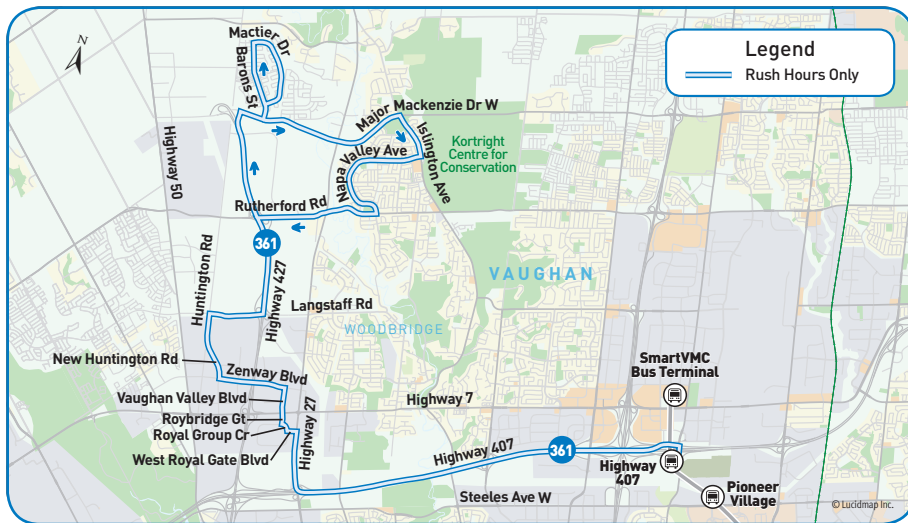 N
Mactier Dr
Barons St
Legend
Rush Hours Only
Major Mackenzie Dr W
Highway 50
Napa Valley Ave
Islington Ave
Kortright
Centre for
Conservation
Rutherford Rd
361
Huntington Rd
Highway 427
VAUGHAN
Langstaff Rd
WOODBRIDGE
New Huntington Rd
Zenway Blvd
SmartVMC
Bus Terminal
Vaughan Valley Blvd
Highway 7
Roybridge Gt
Royal Group Cr
Highway 27
West Royal Gate Blvd
Highway 407
361
Highway
407
Pioneer
Village
Steeles Ave W
© Lucidmap Inc.